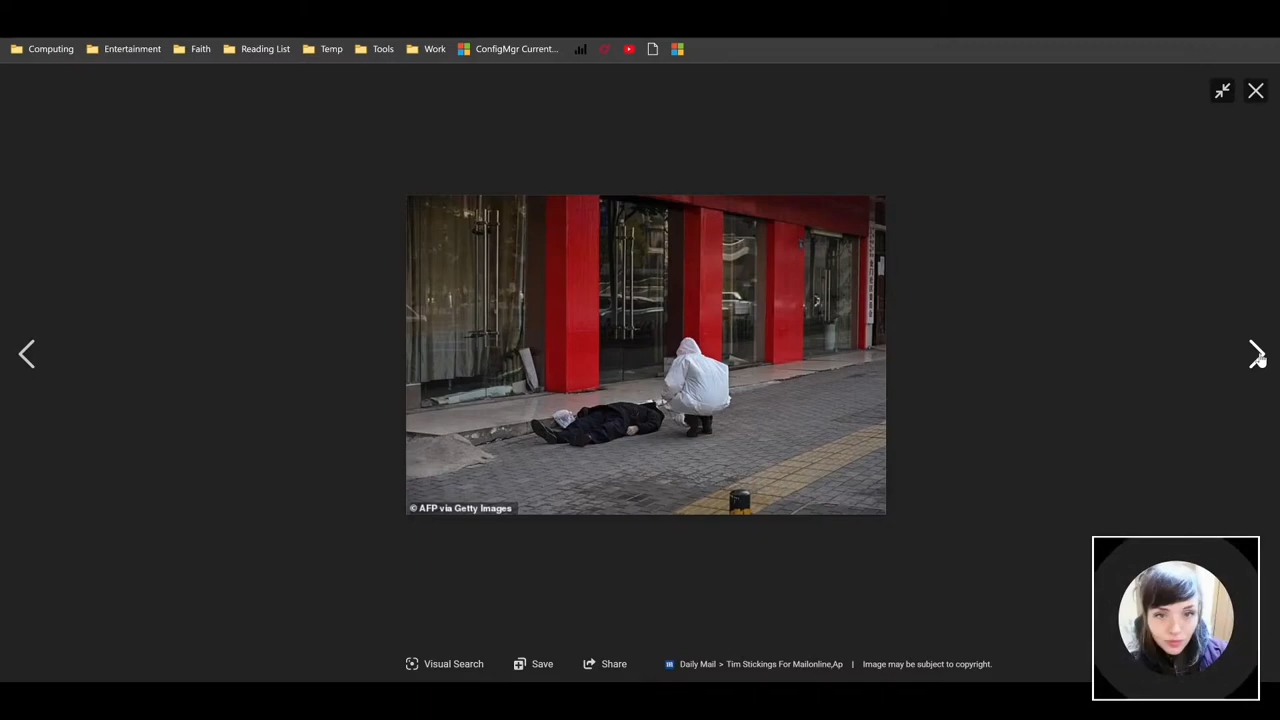 Computing Entertainment Faith Reading List Temp Tools Work ConfigMgr Current...
© AFP via Getty Images
Visual Search Save Share Daily Mail > Tim Stickings For Mailonline,Ap | Image may be subject to copyright.